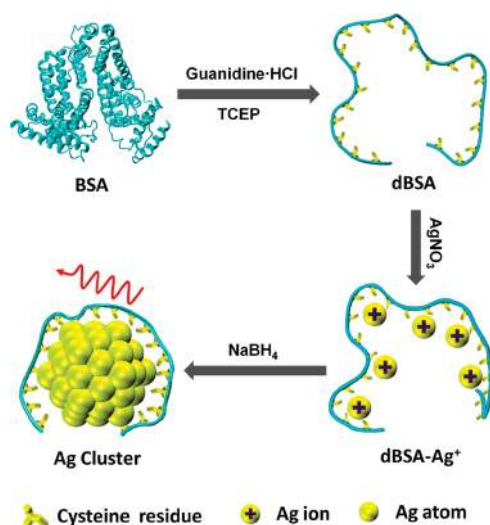 Guanidine·HCl
TCEP
BSA
dBSA
AgNO₃
NaBH₄
Ag Cluster
dBSA-Ag⁺
Cysteine residue
Ag ion
Ag atom